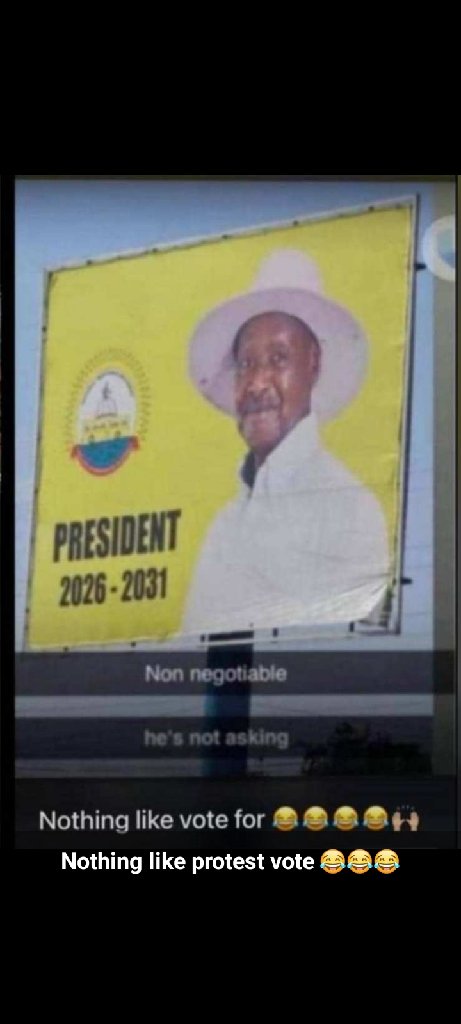 PRESIDENT
2026 - 2031
Non negotiable
he's not asking
Nothing like vote for 😂😂😂😂🙌🏽
Nothing like protest vote 😂😂😂